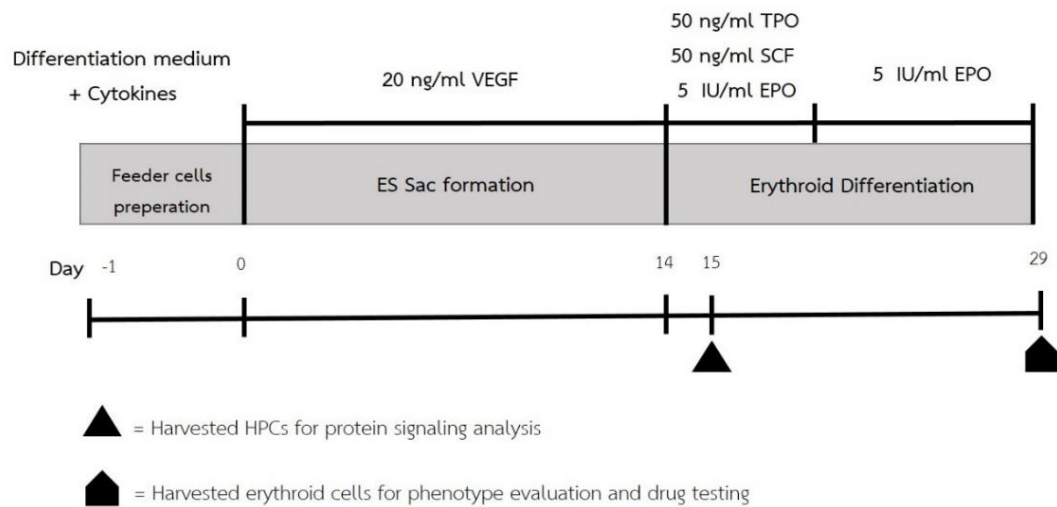 Differentiation medium
+ Cytokines
20 ng/ml VEGF
50 ng/ml TPO
50 ng/ml SCF
5 IU/ml EPO
5 IU/ml EPO
Feeder cells
preperation
ES Sac formation
Erythroid Differentiation
Day -1 0 14 15 29
= Harvested HPCs for protein signaling analysis
= Harvested erythroid cells for phenotype evaluation and drug testing